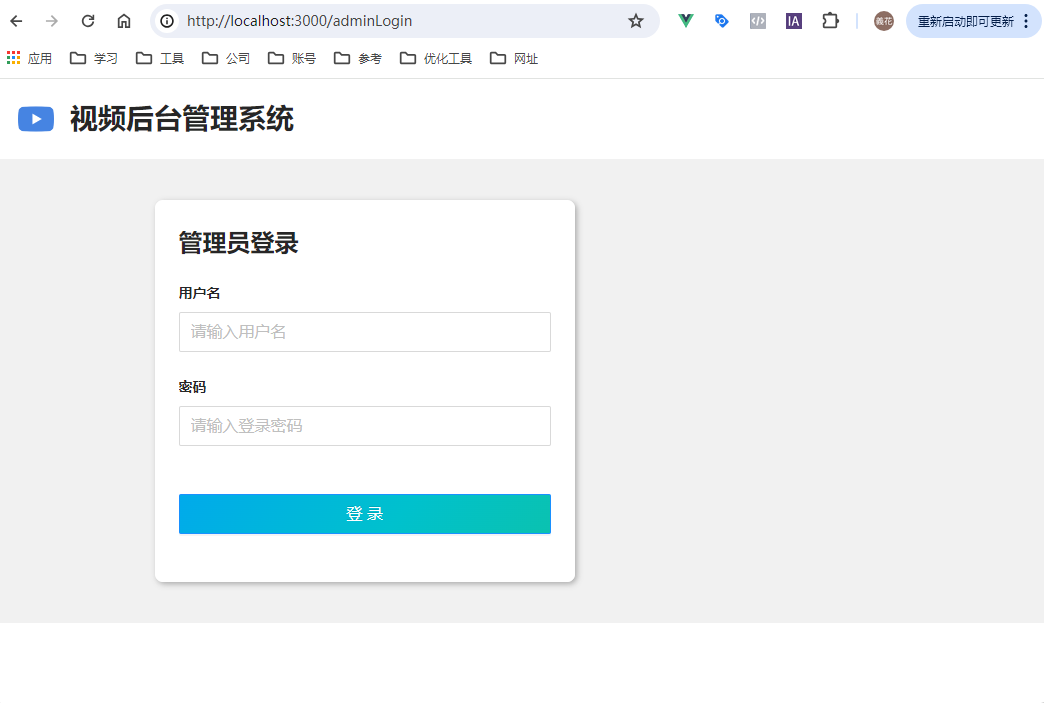 http://localhost:3000/adminLogin
IA
義花
重新启动即可更新
应用 学习 工具 公司 账号 参考 优化工具 网址
视频后台管理系统
管理员登录
用户名
请输入用户名
密码
请输入登录密码
登 录